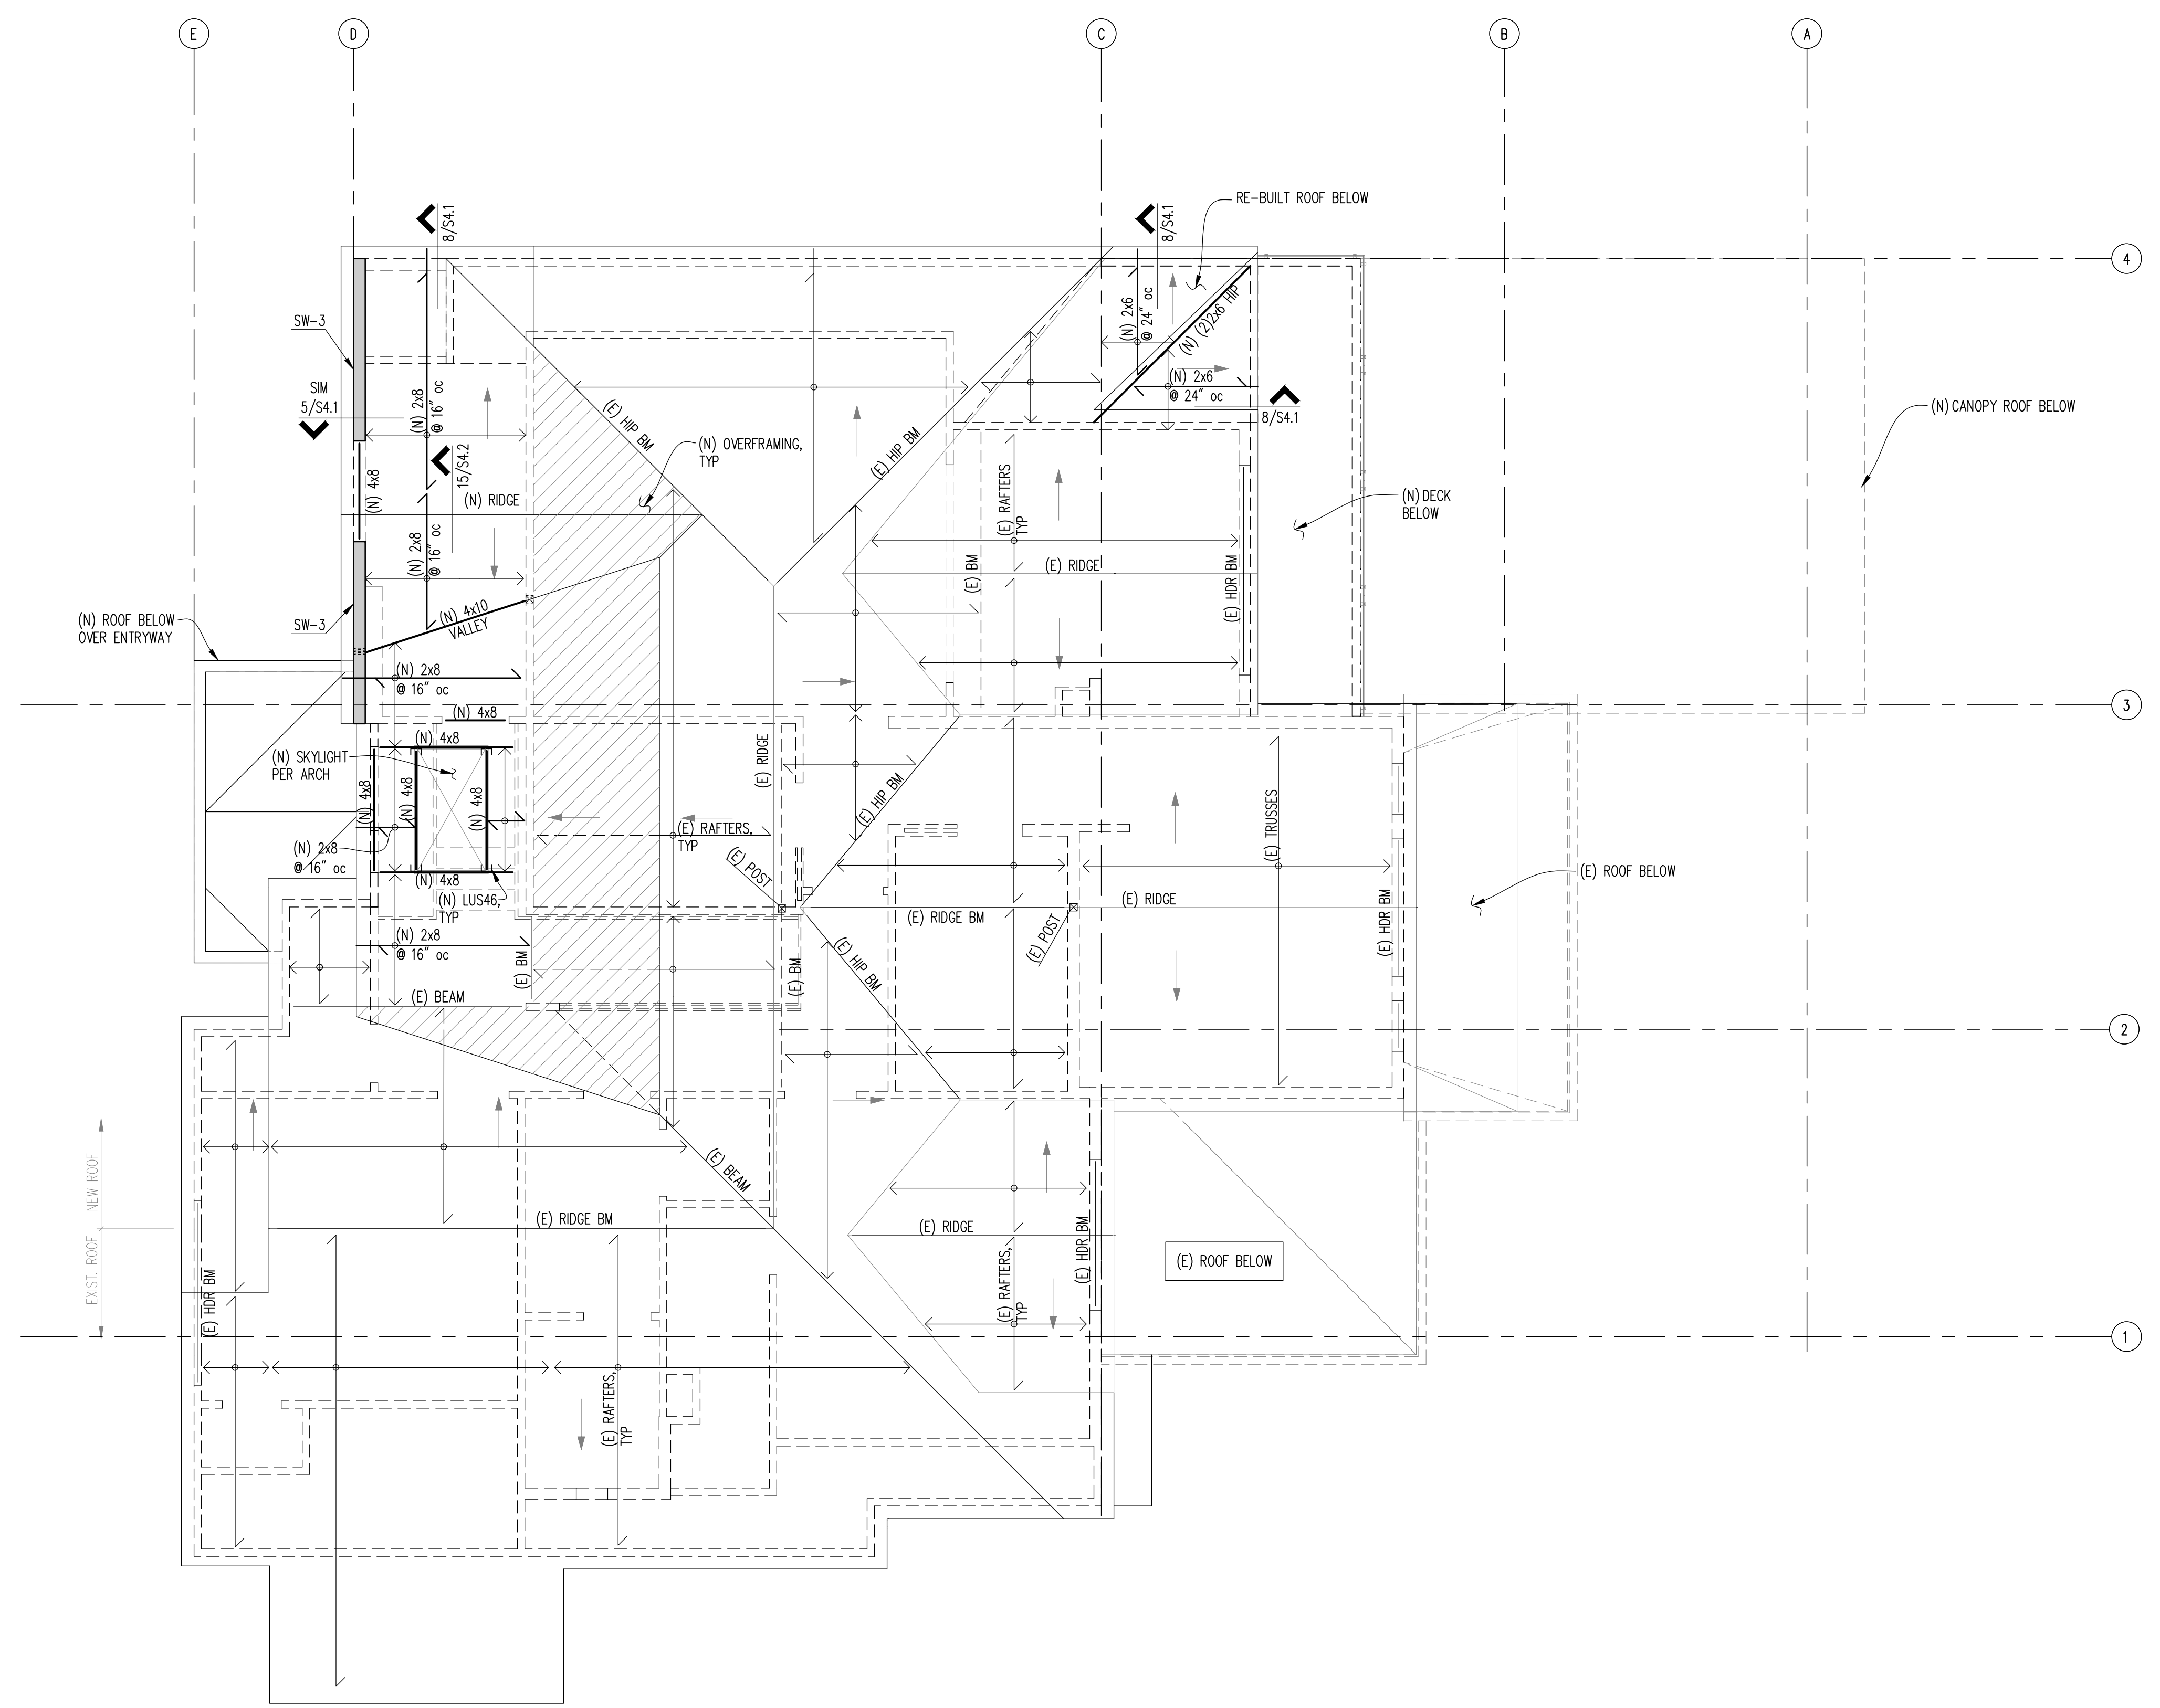 E
D
C
B
A
8/S4.1
8/S4.1
RE-BUILT ROOF BELOW
4
SW-3
SIM
5/S4.1
(N) 2x8
@ 16" oc
15/S4.2
(N) 4x8
(N) RIDGE
(N) 2x8
@ 16" oc
(E) HIP BM
(N) OVERFRAMING,
TYP
(E) HIP BM
(N) 2x6
@ 24" oc
(N) (2)2x6 HIP
(N) 2x6
@ 24" oc
8/S4.1
(N) CANOPY ROOF BELOW
(E) RAFTERS
TYP
(N) DECK
BELOW
(E) BM
(E) RIDGE
(E) HDR BM
(N) ROOF BELOW
OVER ENTRYWAY
SW-3
(N) 4x10
VALLEY
(N) 2x8
@ 16" oc
3
(N) 4x8
(N) 4x8
(N) SKYLIGHT
PER ARCH
(N) 4x8
(N) 4x8
(N) 4x8
(N) 2x8
@ 16" oc
(N) 4x8
(N) LUS46,
TYP
(E) RIDGE
(E) RAFTERS,
TYP
(E) POST
(E) HIP BM
(E) TRUSSES
(E) ROOF BELOW
(E) RIDGE BM
(E) POST
(E) RIDGE
(E) HDR BM
(N) 2x8
@ 16" oc
(E) BM
(E) BM
(E) HIP BM
(E) BEAM
2
NEW ROOF
EXIST. ROOF
(E) BEAM
(E) RIDGE BM
(E) RIDGE
(E) HDR BM
(E) RAFTERS,
TYP
(E) ROOF BELOW
(E) HDR BM
1
(E) RAFTERS,
TYP